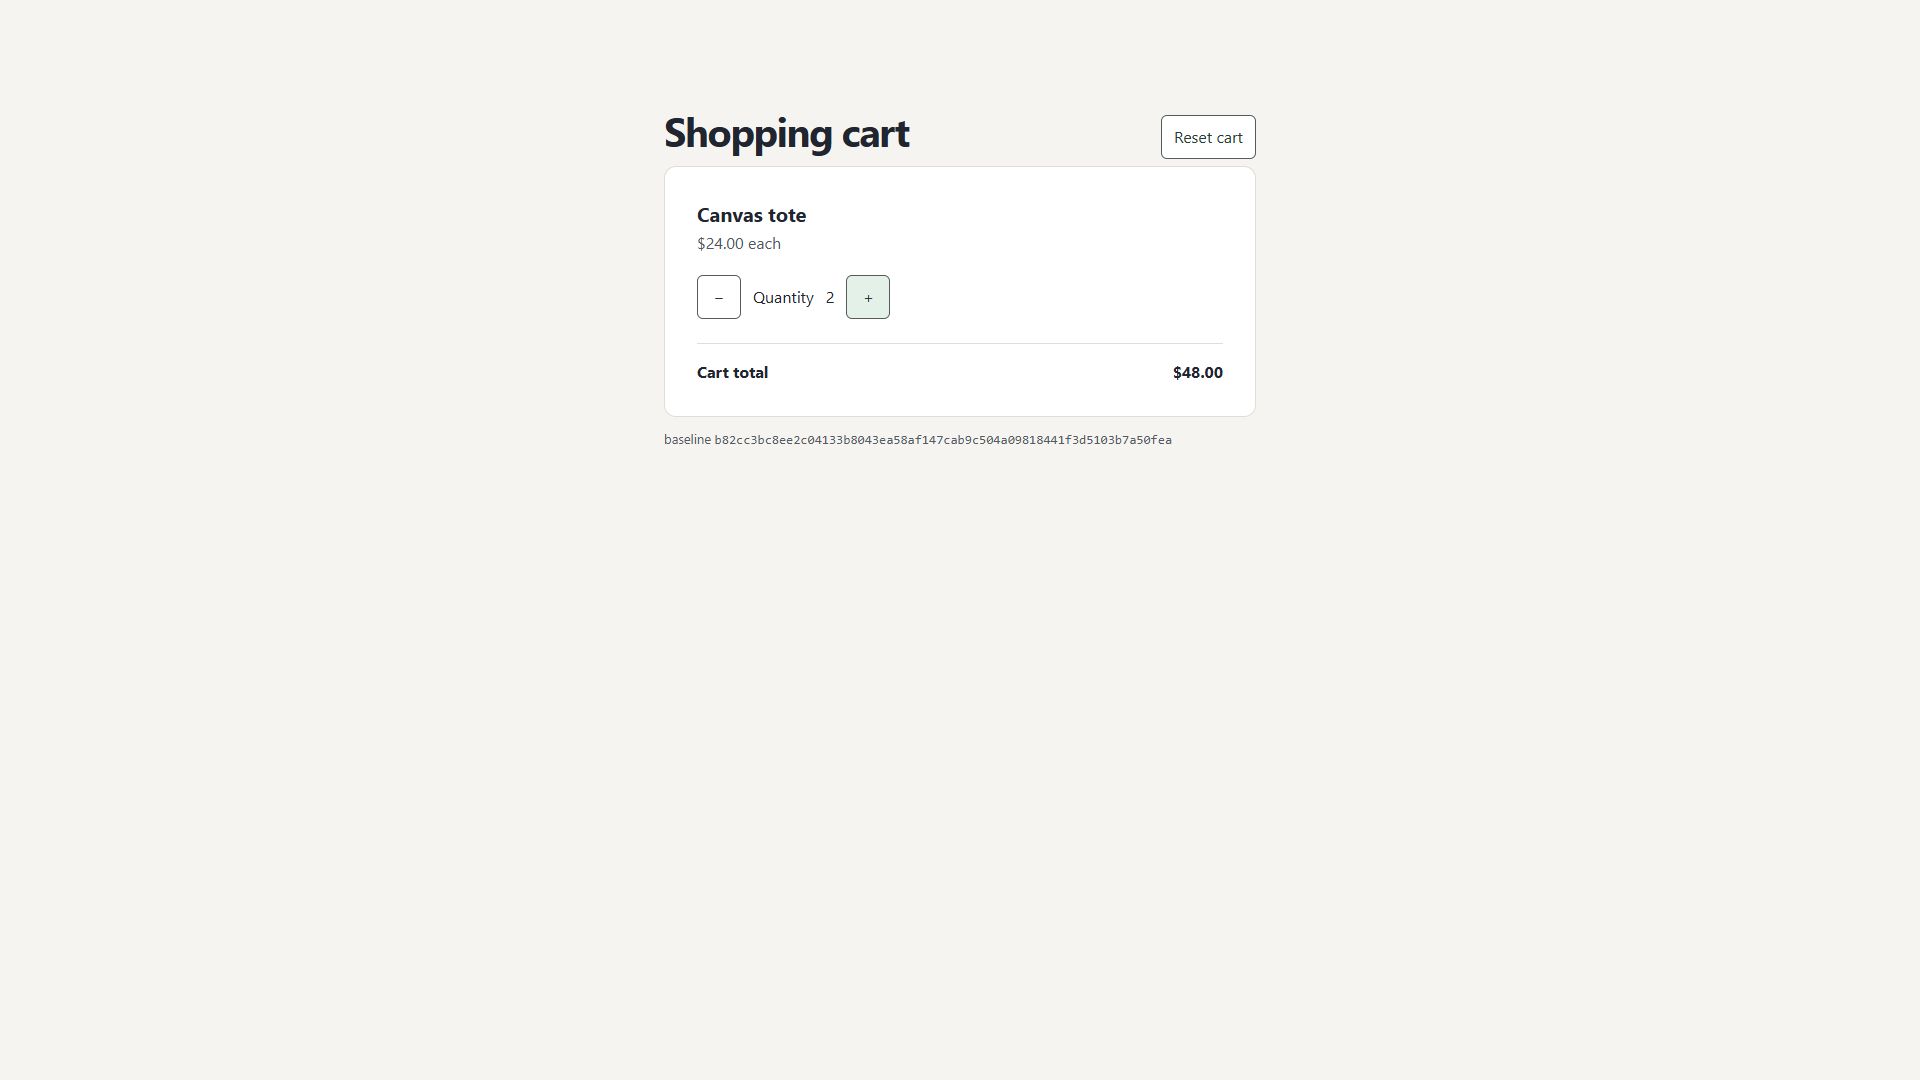 Shopping cart
Reset cart
Canvas tote
$24.00 each
− Quantity 2 +
Cart total $48.00
baseline b82cc3bc8ee2c04133b8043ea58af147cab9c504a09818441f3d5103b7a50fea